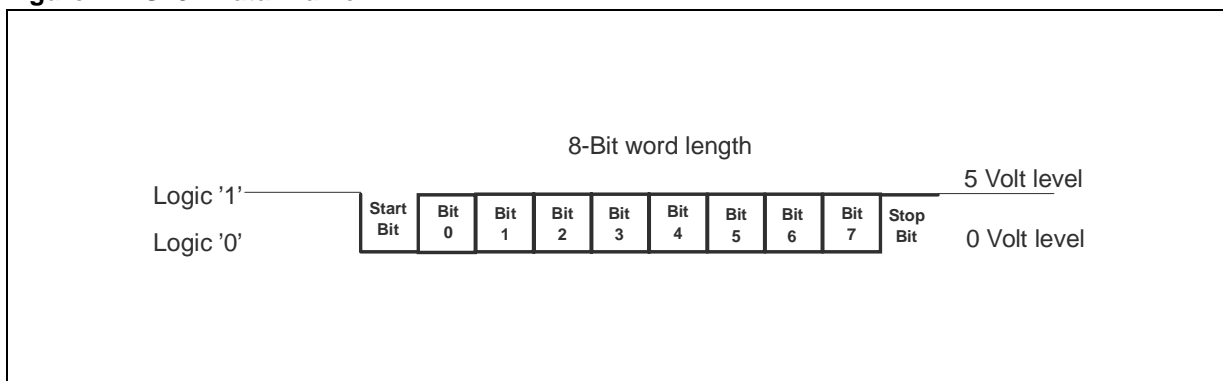 8-Bit word length
Logic '1'
5 Volt level
Start Bit
Bit 0
Bit 1
Bit 2
Bit 3
Bit 4
Bit 5
Bit 6
Bit 7
Stop Bit
Logic '0'
0 Volt level